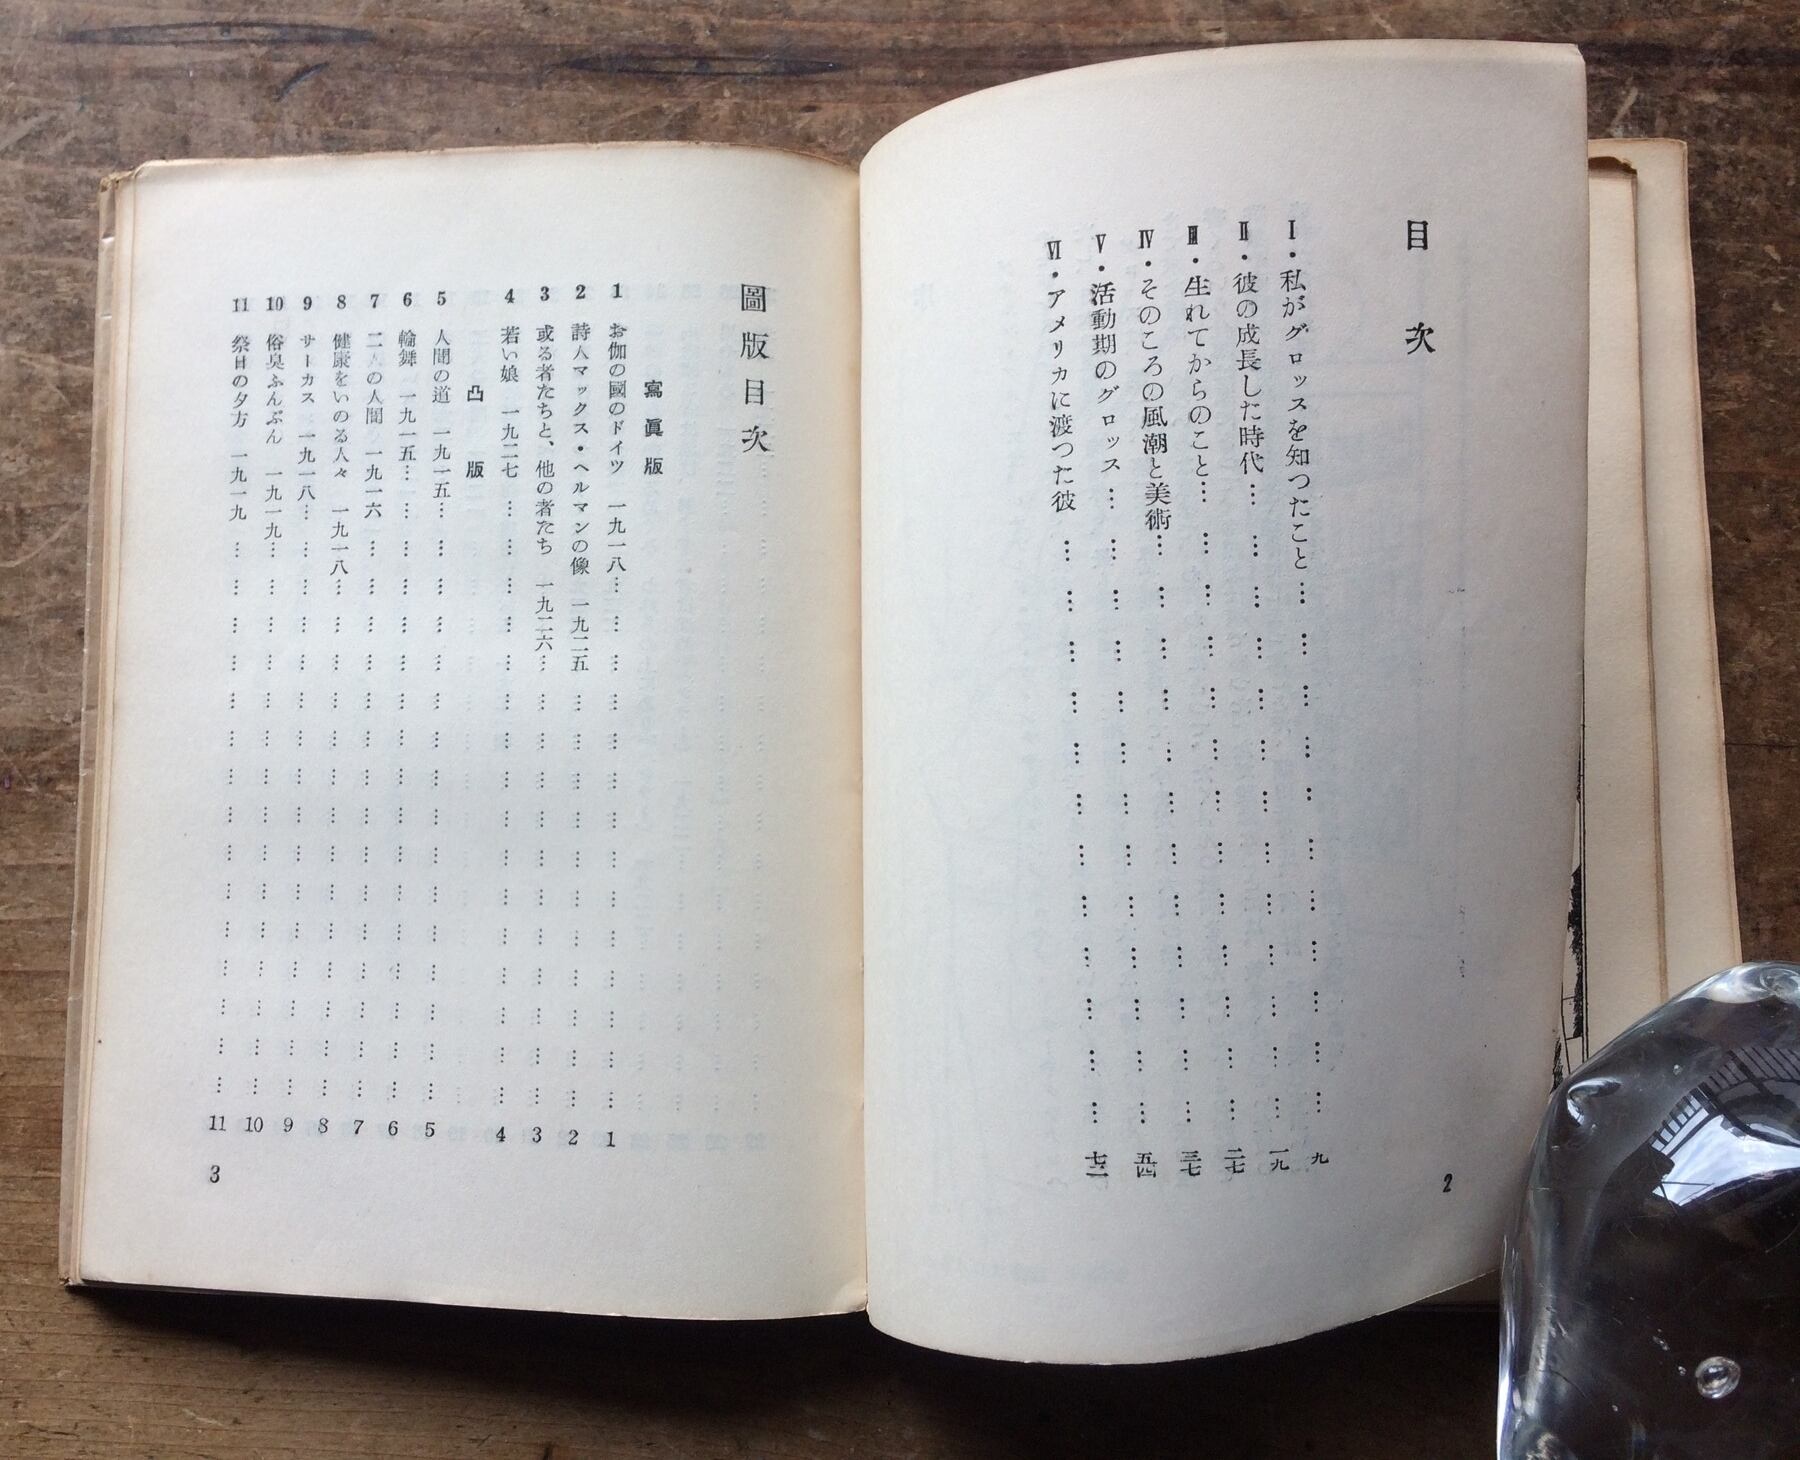 目次
Ⅰ・私がグロッスを知つたこと…………………………………九
Ⅱ・彼の成長した時代…………………………………一九
Ⅲ・生れてからのこと…………………………………二七
Ⅳ・そのころの風潮と美術…………………………………三七
Ⅴ・活動期のグロッス…………………………………五四
Ⅵ・アメリカに渡つた彼…………………………………七二
2
圖版目次
寫眞版
1 お伽の國のドイツ 一九一八…………………………………1
2 詩人マックス・ヘルマンの像 一九二五…………………………………2
3 或る者たちと、他の者たち 一九二六…………………………………3
4 若い娘 一九二七…………………………………4
凸版
5 人間の道 一九一五…………………………………5
6 輪舞 一九一五…………………………………6
7 二人の人間 一九一六…………………………………7
8 健康をいのる人々 一九一八…………………………………8
9 サーカス 一九一八…………………………………9
10 俗臭ふんぷん 一九一九…………………………………10
11 祭日の夕方 一九一九…………………………………11
3